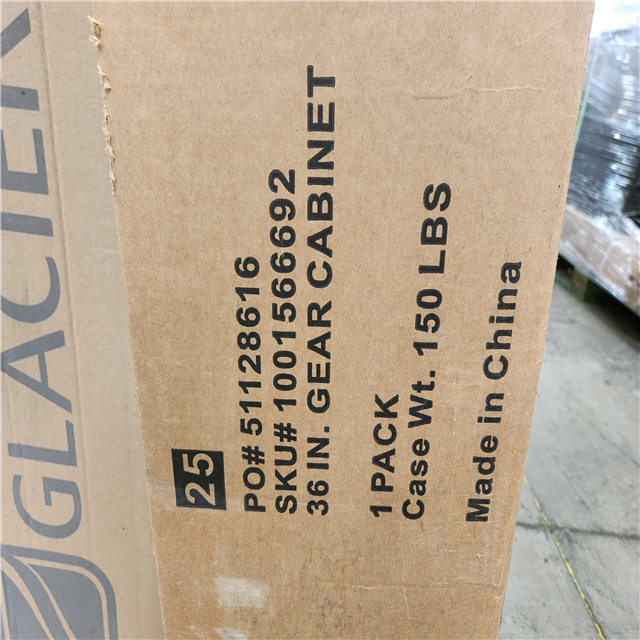 GLACIER
25
PO# 51128616
SKU# 1001566692
36 IN. GEAR CABINET
1 PACK
Case Wt. 150 LBS
Made in China